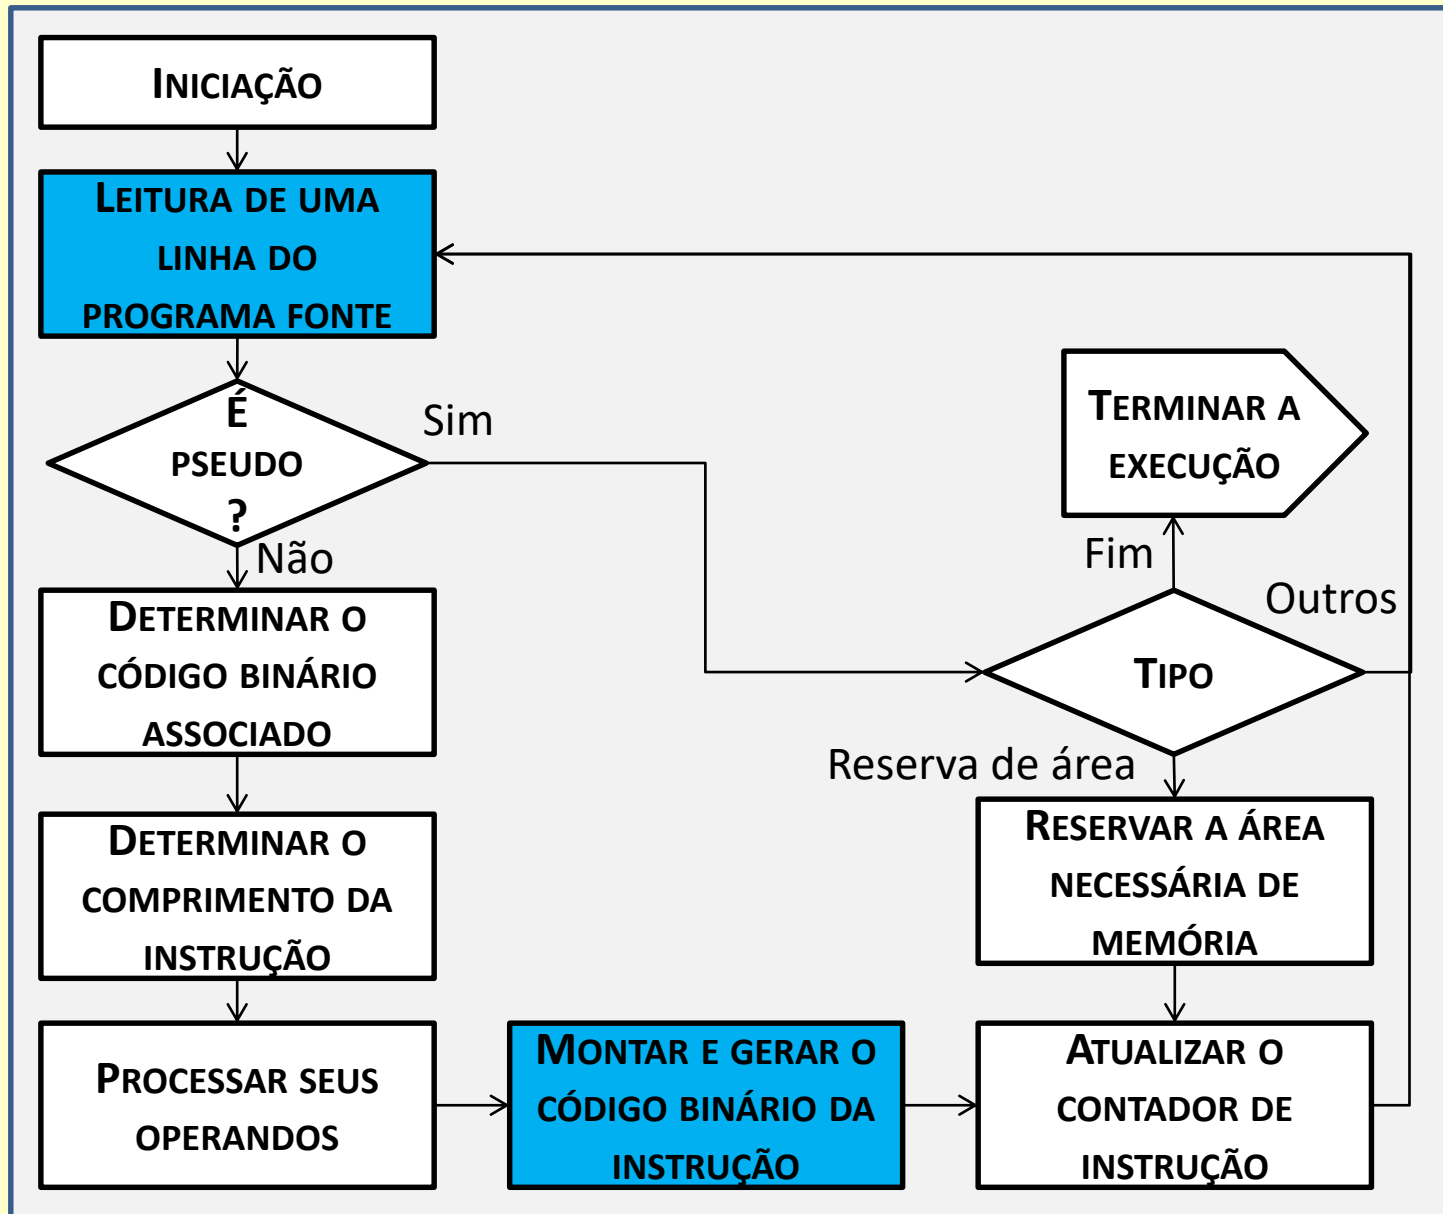 INICIAÇÃO
LEITURA DE UMA
LINHA DO
PROGRAMA FONTE
É
PSEUDO
?
Sim
Não
DETERMINAR O
CÓDIGO BINÁRIO
ASSOCIADO
DETERMINAR O
COMPRIMENTO DA
INSTRUÇÃO
PROCESSAR SEUS
OPERANDOS
MONTAR E GERAR O
CÓDIGO BINÁRIO DA
INSTRUÇÃO
TERMINAR A
EXECUÇÃO
Fim
Outros
TIPO
Reserva de área
RESERVAR A ÁREA
NECESSÁRIA DE
MEMÓRIA
ATUALIZAR O
CONTADOR DE
INSTRUÇÃO